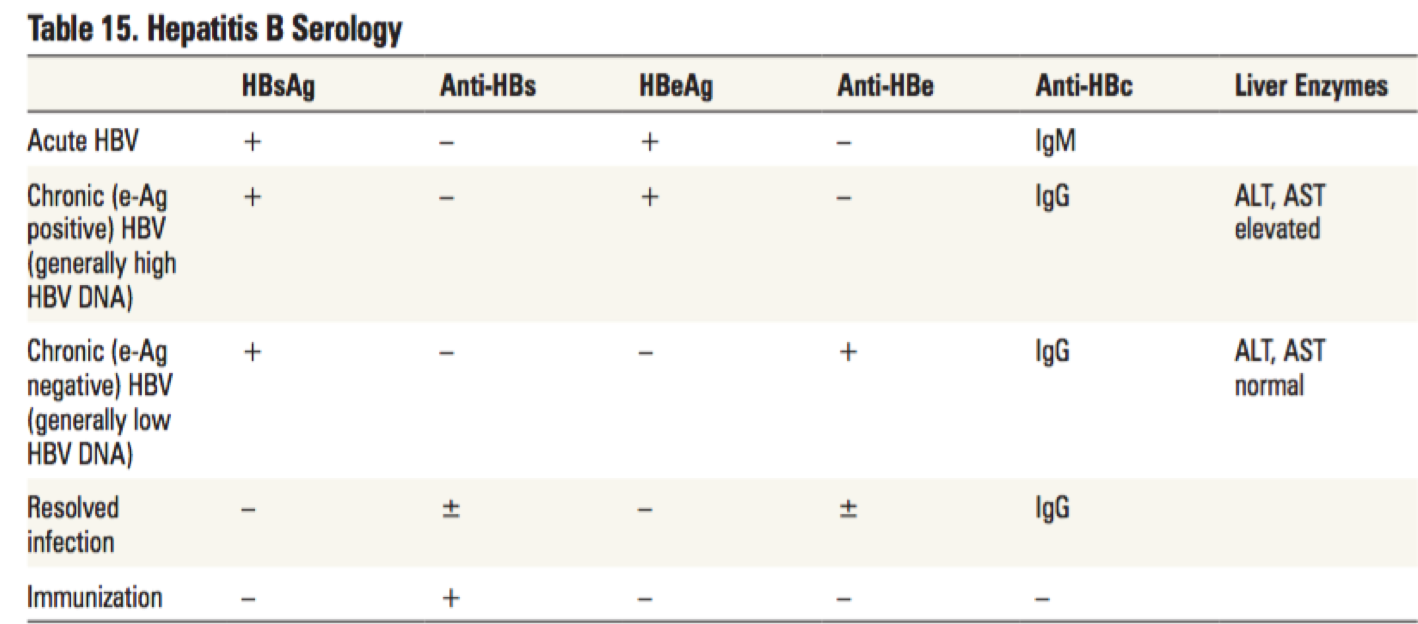 Table 15. Hepatitis B Serology
HBsAg Anti-HBs HBeAg Anti-HBe Anti-HBc Liver Enzymes
Acute HBV + – + – IgM
Chronic (e-Ag + – + – IgG ALT, AST
positive) HBV elevated
(generally high
HBV DNA)
Chronic (e-Ag + – – + IgG ALT, AST
negative) HBV normal
(generally low
HBV DNA)
Resolved – ± – ± IgG
infection
Immunization – + – – –